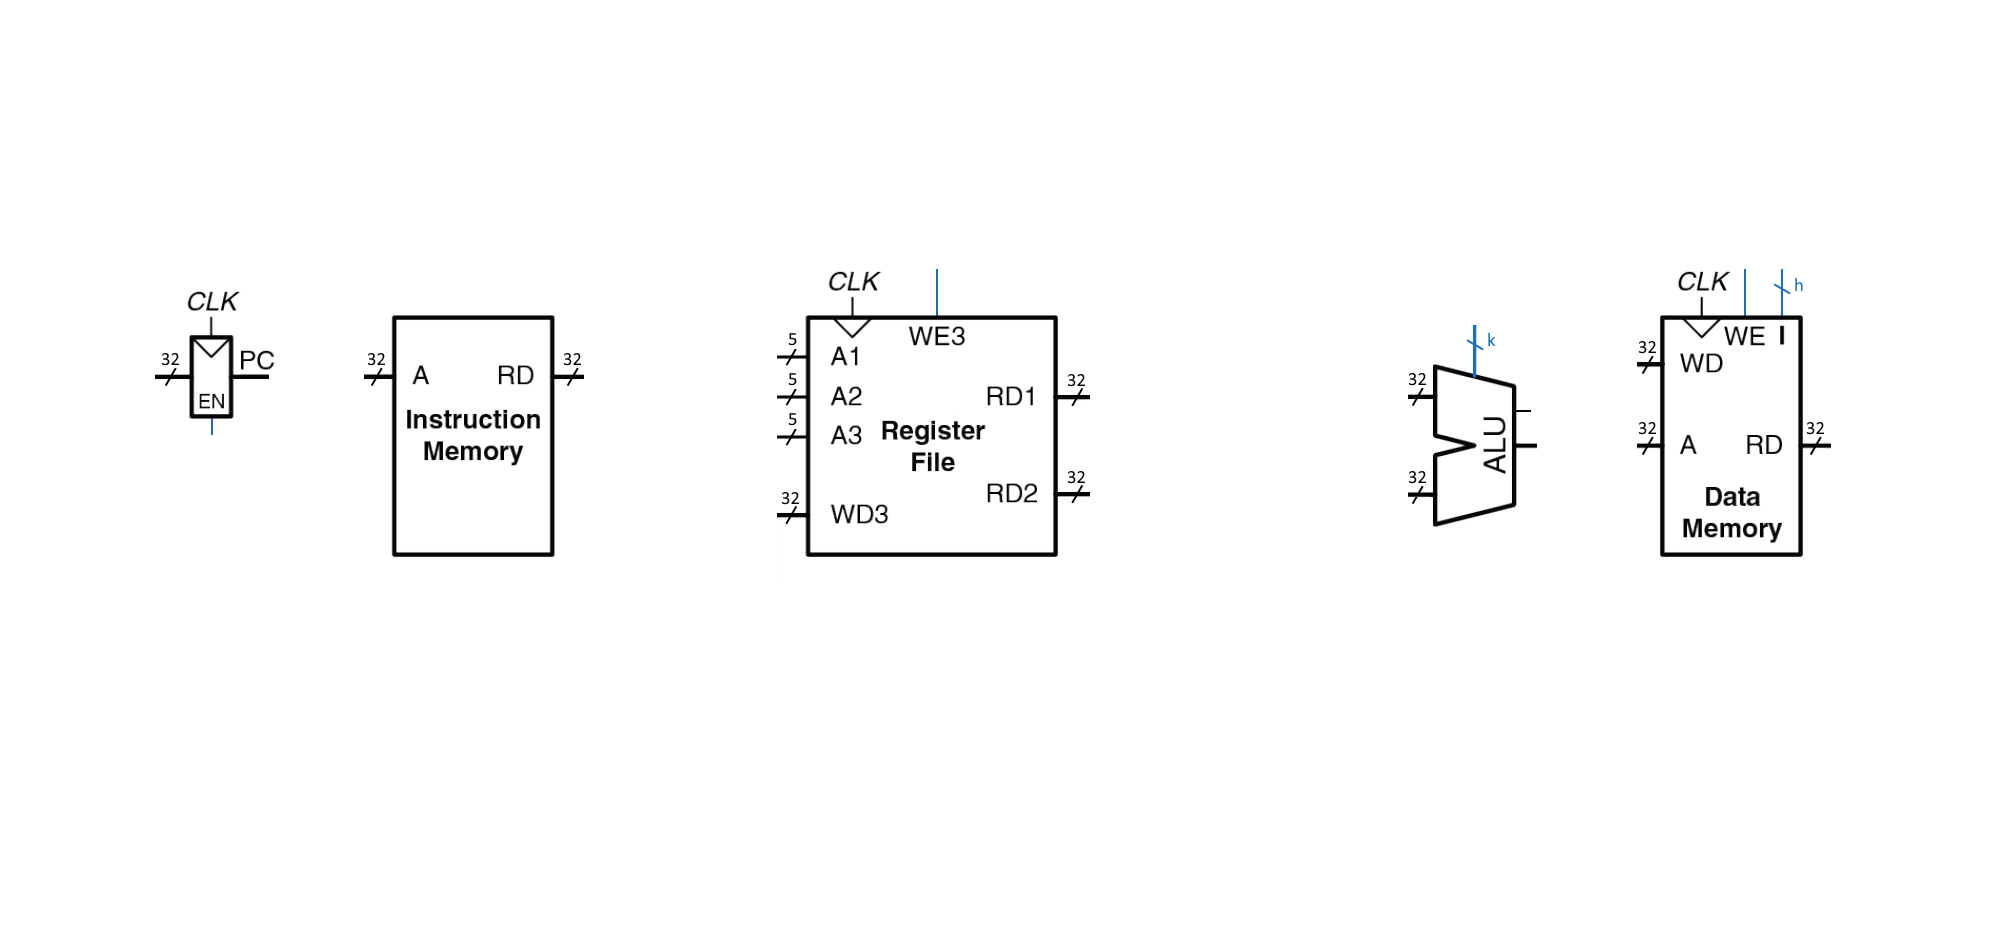 CLK
32
PC
EN
32
A
RD
32
Instruction
Memory
CLK
WE3
5
A1
5
A2
5
A3
32
WD3
RD1
32
Register
File
RD2
32
k
32
32
ALU
CLK
h
WE I
32
WD
32
A
RD
32
Data
Memory